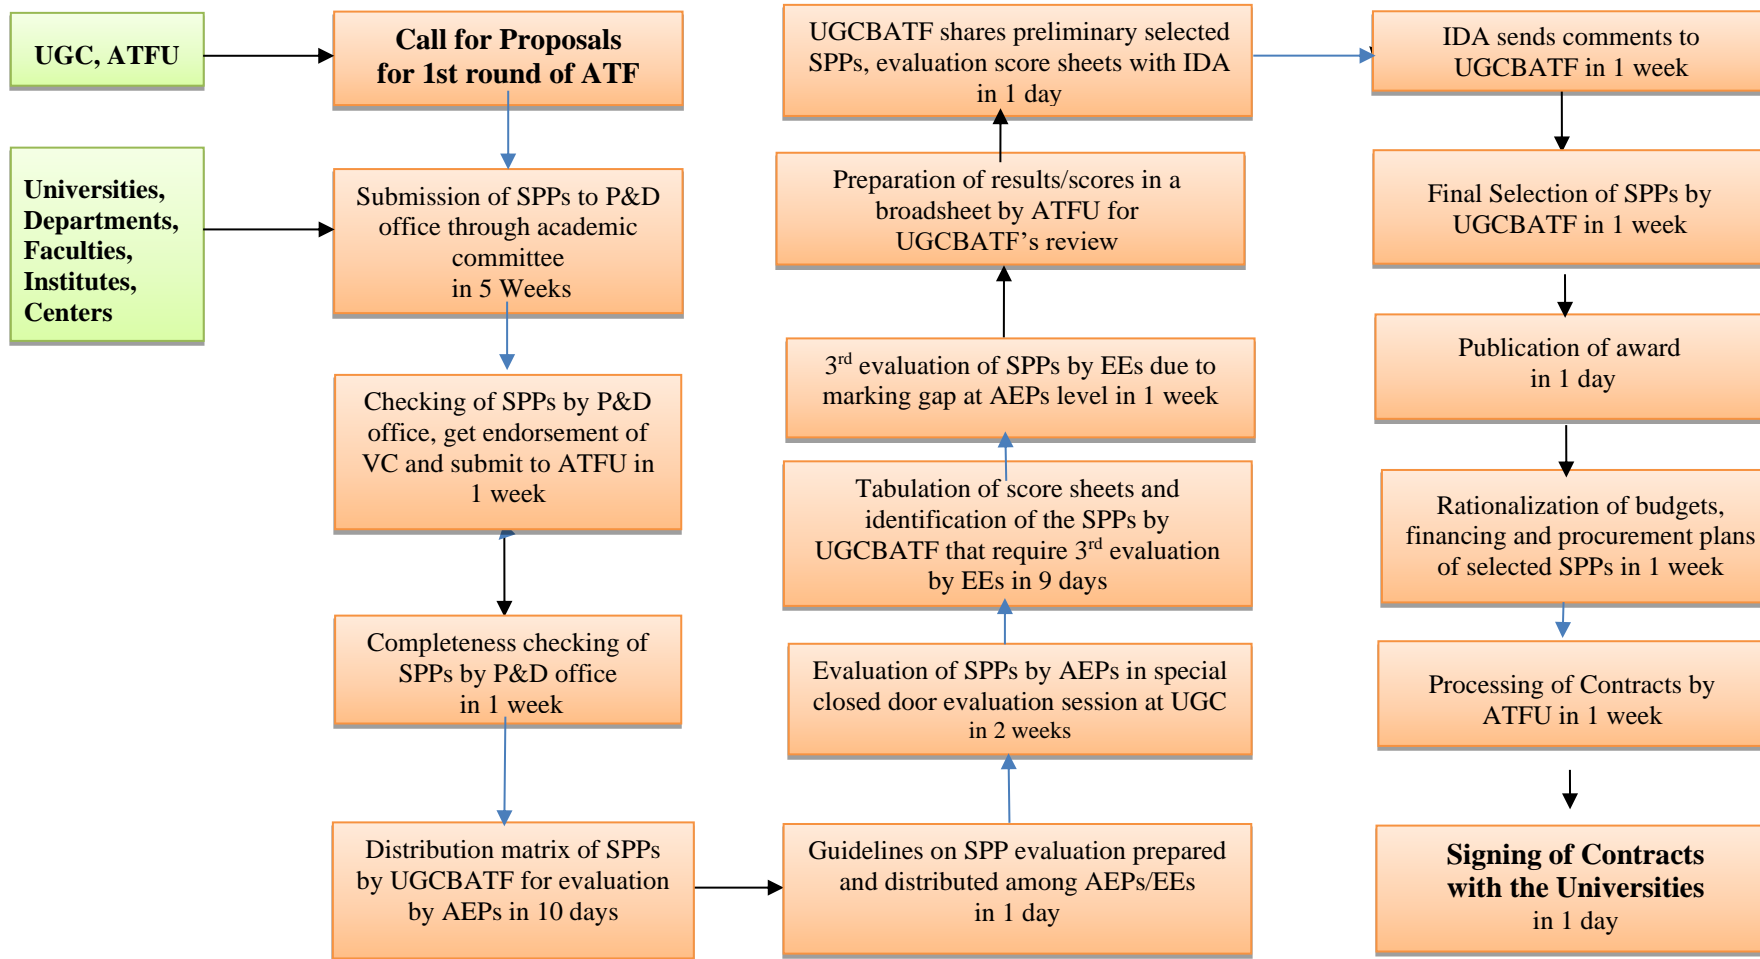 UGC, ATFU
Call for Proposals
for 1st round of ATF
Universities,
Departments,
Faculties,
Institutes,
Centers
Submission of SPPs to P&D
office through academic
committee
in 5 Weeks
Checking of SPPs by P&D
office, get endorsement of
VC and submit to ATFU in
1 week
Completeness checking of
SPPs by P&D office
in 1 week
Distribution matrix of SPPs
by UGCBATF for evaluation
by AEPs in 10 days
Guidelines on SPP evaluation prepared
and distributed among AEPs/EEs
in 1 day
Evaluation of SPPs by AEPs in special
closed door evaluation session at UGC
in 2 weeks
Tabulation of score sheets and
identification of the SPPs by
UGCBATF that require 3rd evaluation
by EEs in 9 days
3rd evaluation of SPPs by EEs due to
marking gap at AEPs level in 1 week
Preparation of results/scores in a
broadsheet by ATFU for
UGCBATF’s review
UGCBATF shares preliminary selected
SPPs, evaluation score sheets with IDA
in 1 day
IDA sends comments to
UGCBATF in 1 week
Final Selection of SPPs by
UGCBATF in 1 week
Publication of award
in 1 day
Rationalization of budgets,
financing and procurement plans
of selected SPPs in 1 week
Processing of Contracts by
ATFU in 1 week
Signing of Contracts
with the Universities
in 1 day